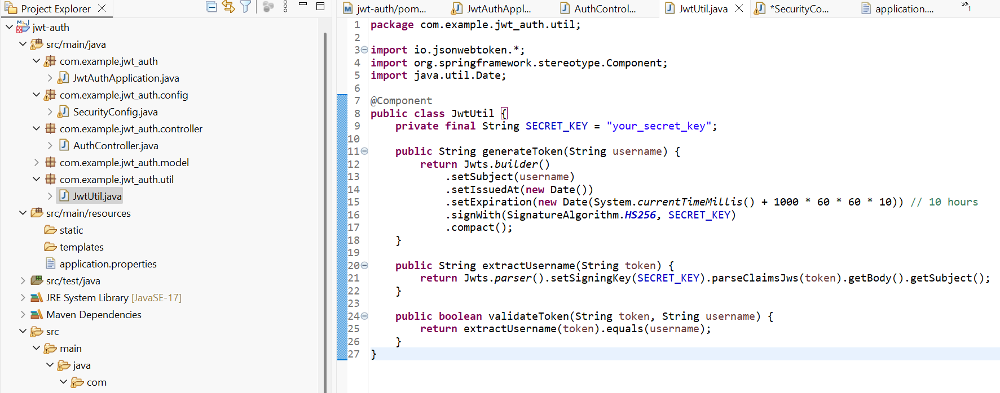 Project Explorer
jwt-auth
src/main/java
com.example.jwt_auth
JwtAuthApplication.java
com.example.jwt_auth.config
SecurityConfig.java
com.example.jwt_auth.controller
AuthController.java
com.example.jwt_auth.model
com.example.jwt_auth.util
JwtUtil.java
src/main/resources
static
templates
application.properties
src/test/java
JRE System Library [JavaSE-17]
Maven Dependencies
src
main
java
com
jwt-auth/pom... JwtAuthAppl... AuthControl... JwtUtil.java *SecurityCo... application.... »1
1 package com.example.jwt_auth.util;
2
3 import io.jsonwebtoken.*;
4 import org.springframework.stereotype.Component;
5 import java.util.Date;
6
7 @Component
8 public class JwtUtil {
9 private final String SECRET_KEY = "your_secret_key";
10
11 public String generateToken(String username) {
12 return Jwts.builder()
13 .setSubject(username)
14 .setIssuedAt(new Date())
15 .setExpiration(new Date(System.currentTimeMillis() + 1000 * 60 * 60 * 10)) // 10 hours
16 .signWith(SignatureAlgorithm.HS256, SECRET_KEY)
17 .compact();
18 }
19
20 public String extractUsername(String token) {
21 return Jwts.parser().setSigningKey(SECRET_KEY).parseClaimsJws(token).getBody().getSubject();
22 }
23
24 public boolean validateToken(String token, String username) {
25 return extractUsername(token).equals(username);
26 }
27 }